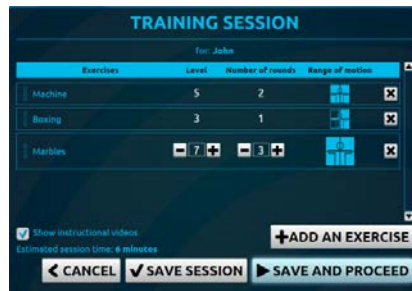 TRAINING SESSION
for: John
Exercises Level Number of rounds Range of motion
Machine 5 2
Boxing 3 1
Marbles 7 3
Show instructional videos
Estimated session time: 6 minutes
ADD AN EXERCISE
CANCEL SAVE SESSION SAVE AND PROCEED